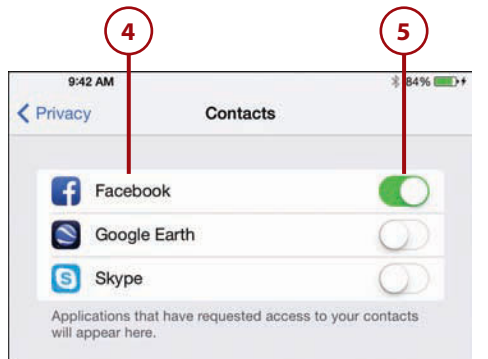 4 5
9:42 AM 84%
Privacy Contacts
Facebook
Google Earth
Skype
Applications that have requested access to your contacts
will appear here.